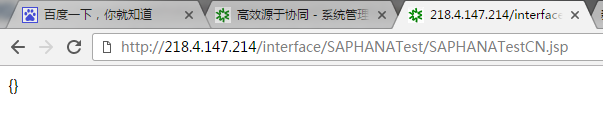 百度一下，你就知道
高效源于协同 - 系统管理
218.4.147.214/interface
http://218.4.147.214/interface/SAPHANATest/SAPHANATestCN.jsp
{}